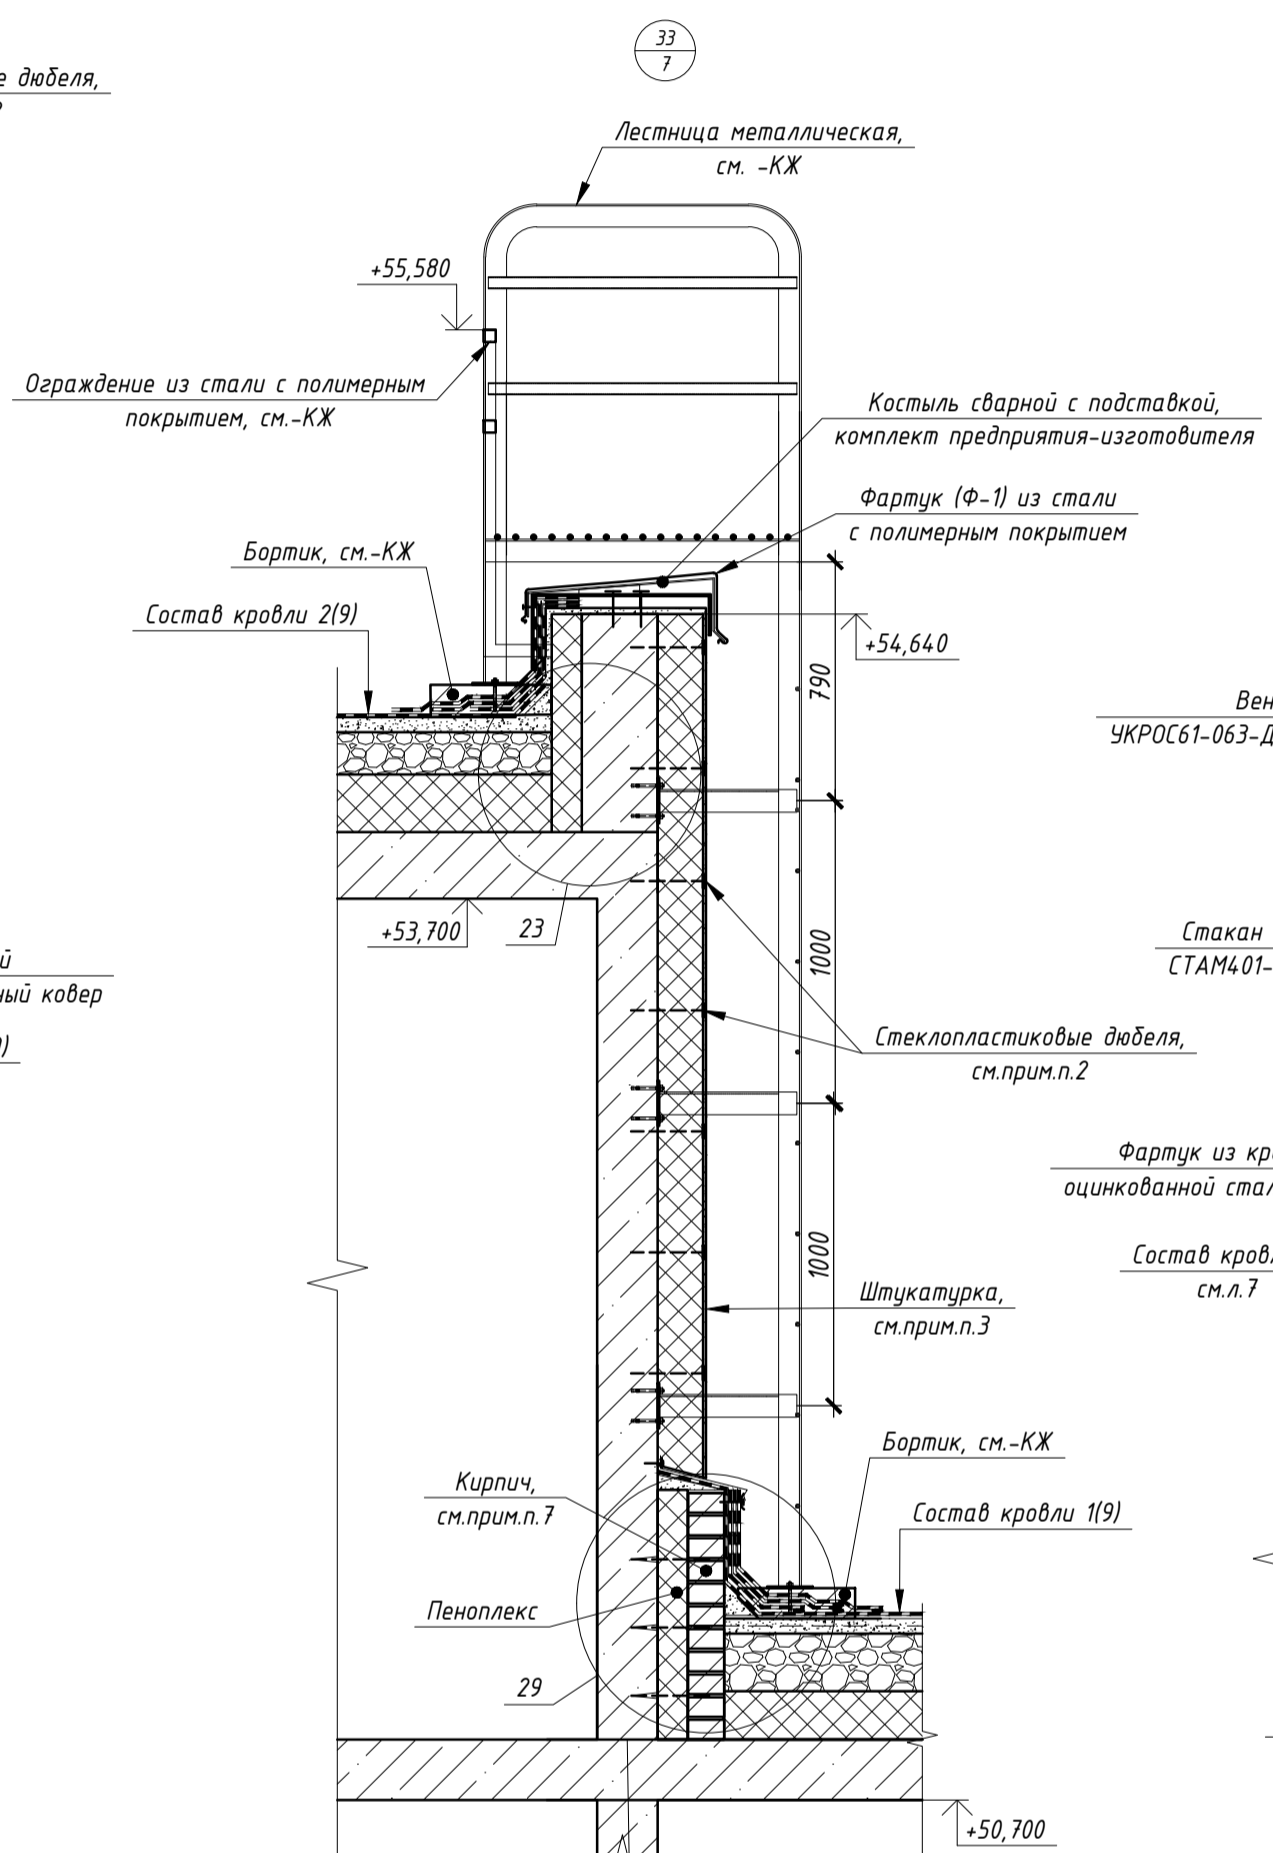 33
7
е дюбеля,
Лестница металлическая,
см. -КЖ
+55,580
Ограждение из стали с полимерным
покрытием, см.-КЖ
Костыль сварной с подставкой,
комплект предприятия-изготовителя
Фартук (Ф-1) из стали
с полимерным покрытием
Бортик, см.-КЖ
Состав кровли 2(9)
+54,640
790
Вен
УКРОС61-063-Д
+53,700
23
1000
й
ный ковер
)
Стакан
СТАМ401-
Стеклопластиковые дюбеля,
см.прим.п.2
Фартук из кро
оцинкованной стал
1000
Состав кровл
см.л.7
Штукатурка,
см.прим.п.3
Бортик, см.-КЖ
Кирпич,
см.прим.п.7
Состав кровли 1(9)
Пеноплекс
29
+50,700